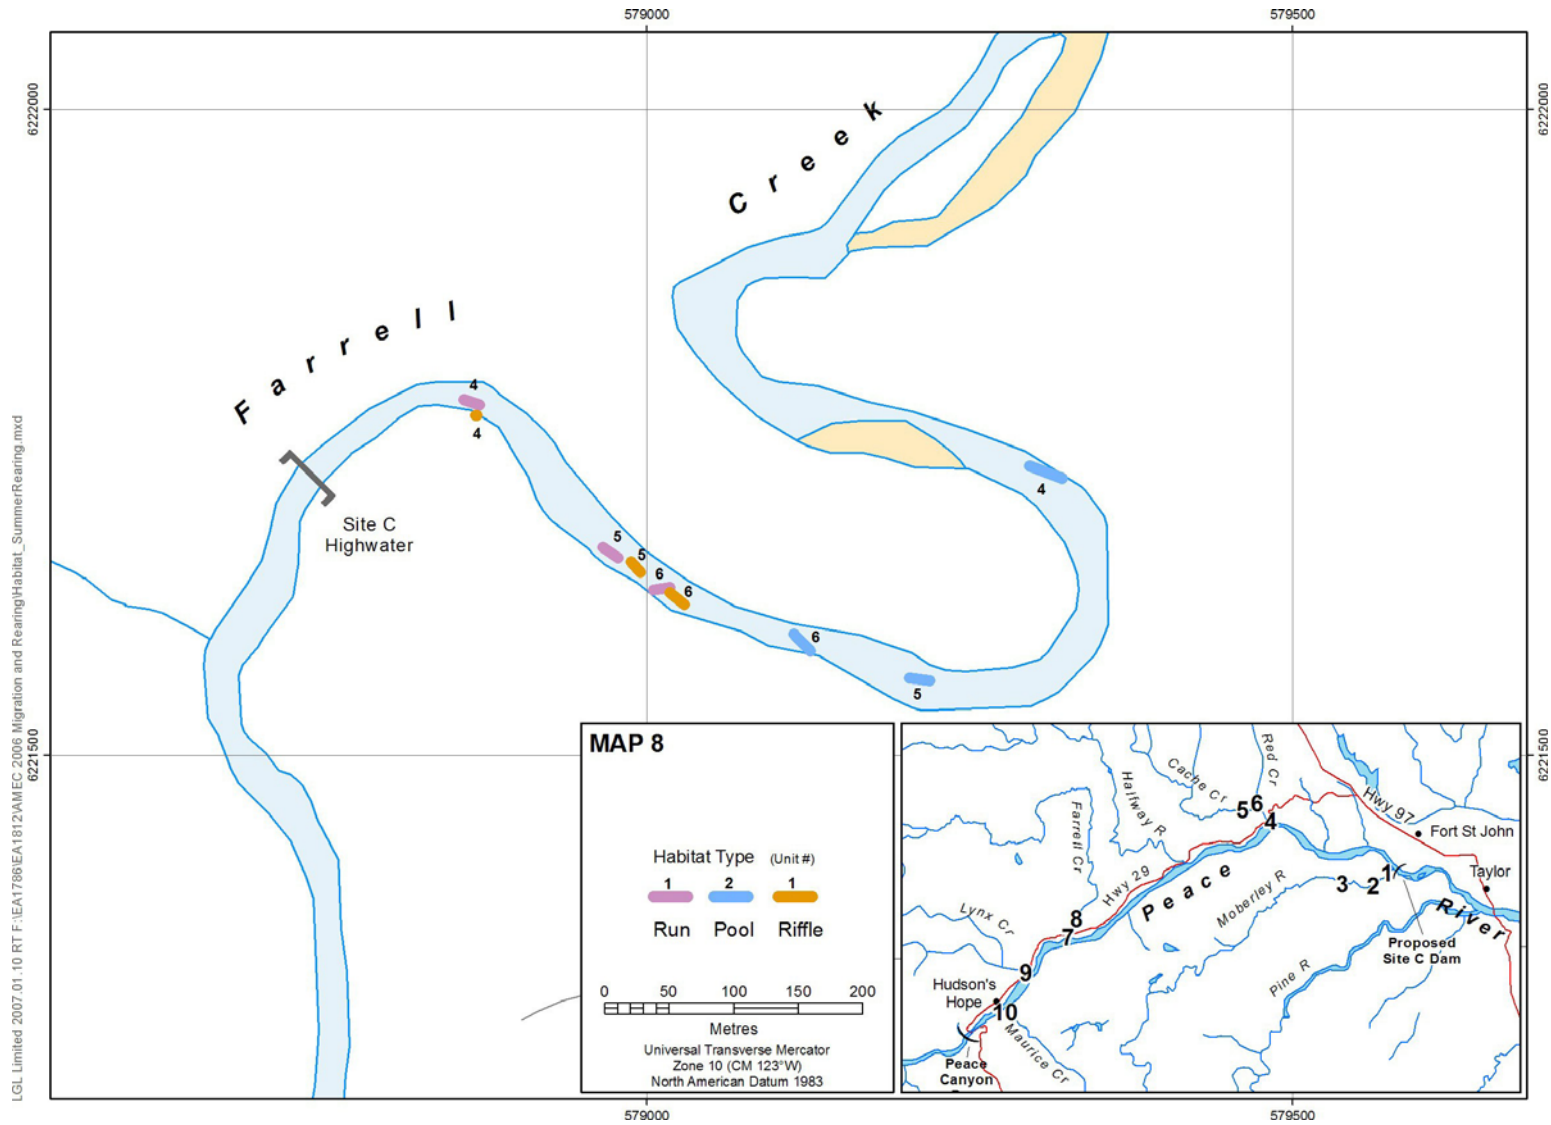 579000
579500
6222000
6222000
Creek
Farrell
4
4
Site C
Highwater
4
5
5
6
6
6
5
6221500
6221500
MAP 8
Habitat Type (Unit #)
1 2 1
Run Pool Riffle
0 50 100 150 200
Metres
Universal Transverse Mercator
Zone 10 (CM 123°W)
North American Datum 1983
Red Cr
Cache Cr
Halfway R
Farrell Cr
Hwy 97
5 6
4
Fort St John
Hwy 29
Taylor
1
3 2
Peace
River
Moberly R
Lynx Cr
8
7
Proposed
Site C Dam
Pine R
9
Hudson's
Hope
10
Maurice Cr
Peace
Canyon
579000
579500
LGL Limited 2007.01.10 RT F:\EA1786\EA1812\AMEC 2006 Migration and Rearing\Habitat_SummerRearing.mxd